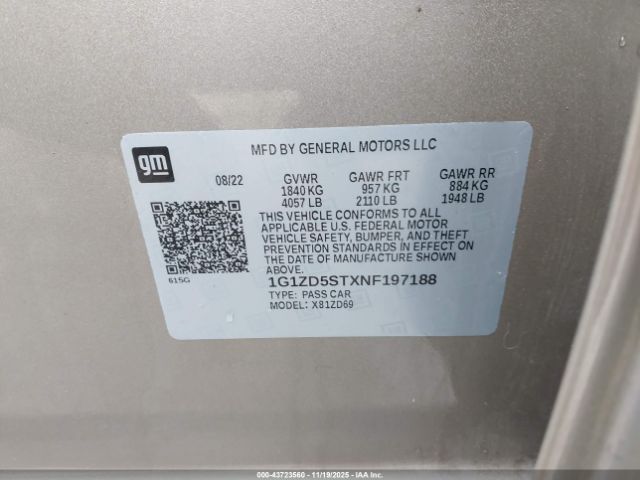 gm
MFD BY GENERAL MOTORS LLC
08/22 GVWR GAWR FRT GAWR RR
1840 KG 957 KG 884 KG
4057 LB 2110 LB 1948 LB
THIS VEHICLE CONFORMS TO ALL
APPLICABLE U.S. FEDERAL MOTOR
VEHICLE SAFETY, BUMPER, AND THEFT
PREVENTION STANDARDS IN EFFECT ON
THE DATE OF MANUFACTURE SHOWN
ABOVE.
615G
1G1ZD5STXNF197188
TYPE: PASS CAR
MODEL: X81ZD69
000-43723560 - 11/19/2025 - IAA Inc.